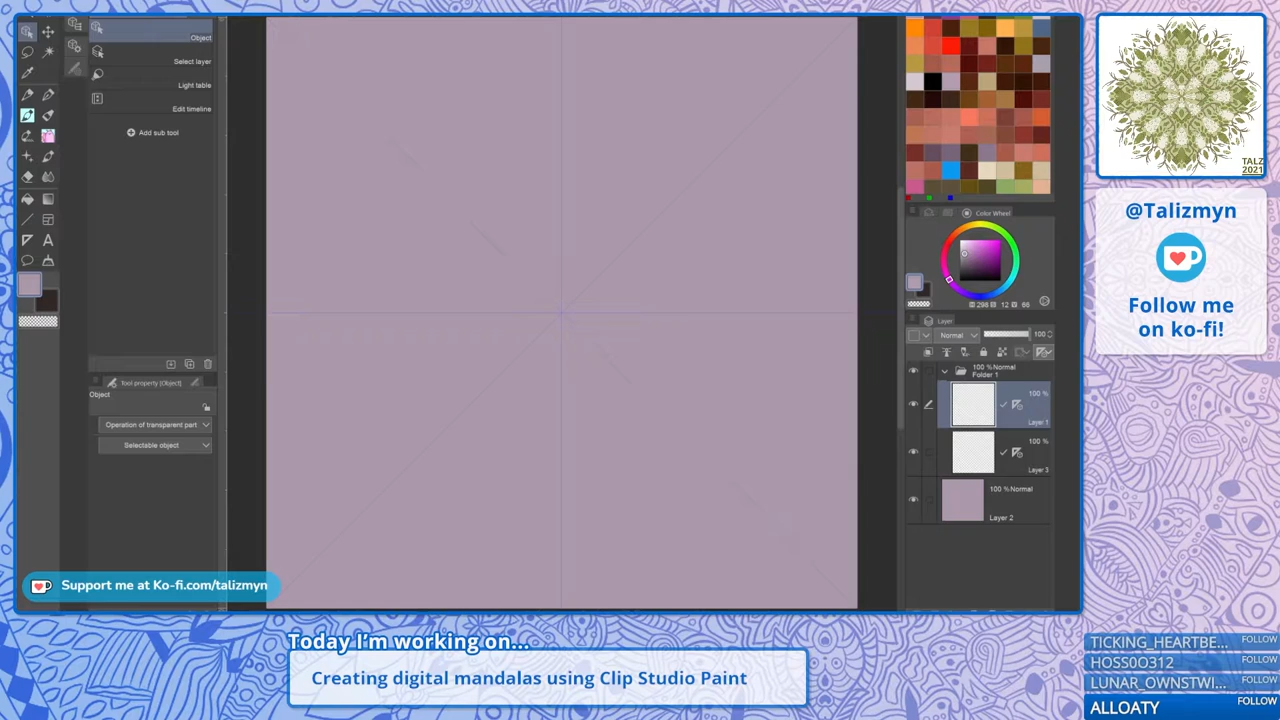 Object
Select layer
Light table
Edit timeline
Add sub tool
Tool property [Object]
Object
Operation of transparent part
Selectable object
Color Wheel
298 12 66
Layer
Normal 100
100 % Normal
Folder 1
100 %
Layer 1
100 %
Layer 3
100 % Normal
Layer 2
TALZ
2021
@Talizmyn
Follow me
on ko-fi!
Support me at Ko-fi.com/talizmyn
Today I'm working on...
Creating digital mandalas using Clip Studio Paint
TICKING_HEARTBE... FOLLOW
HOSS0O312 FOLLOW
LUNAR_OWNSTWI... FOLLOW
ALLOATY FOLLOW